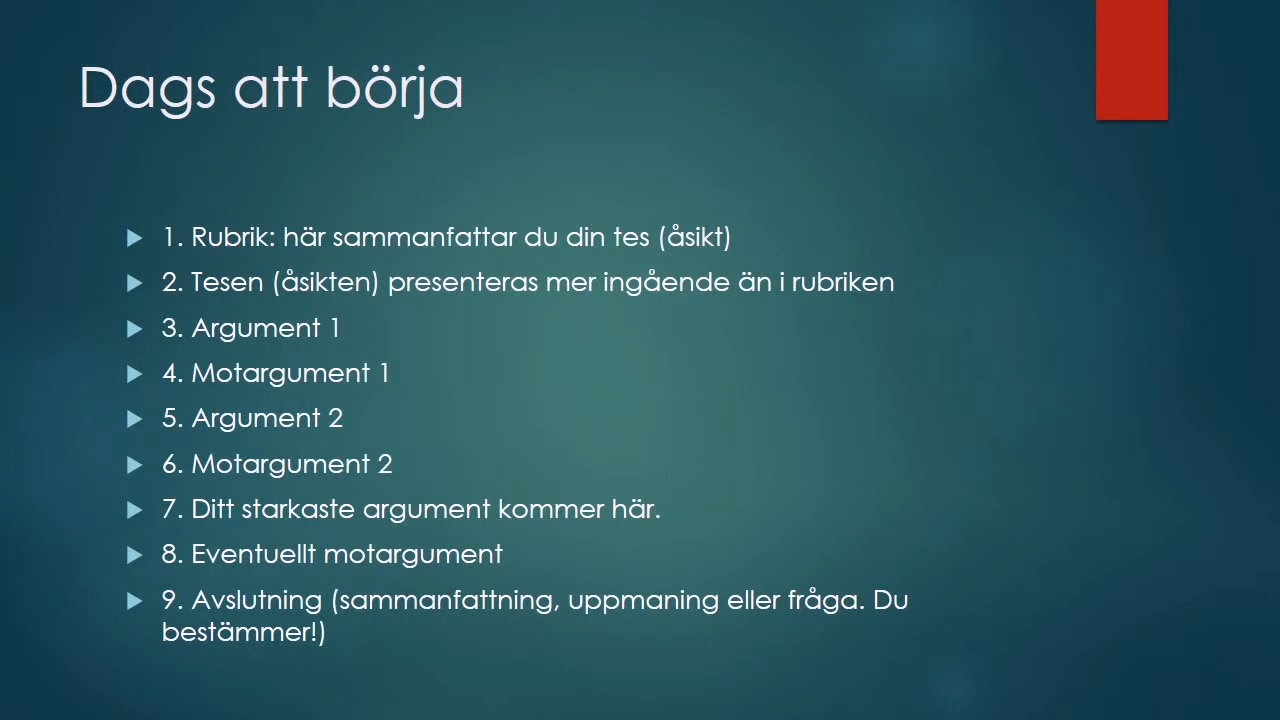 Dags att börja
1. Rubrik: här sammanfattar du din tes (åsikt)
2. Tesen (åsikten) presenteras mer ingående än i rubriken
3. Argument 1
4. Motargument 1
5. Argument 2
6. Motargument 2
7. Ditt starkaste argument kommer här.
8. Eventuellt motargument
9. Avslutning (sammanfattning, uppmaning eller fråga. Du
bestämmer!)